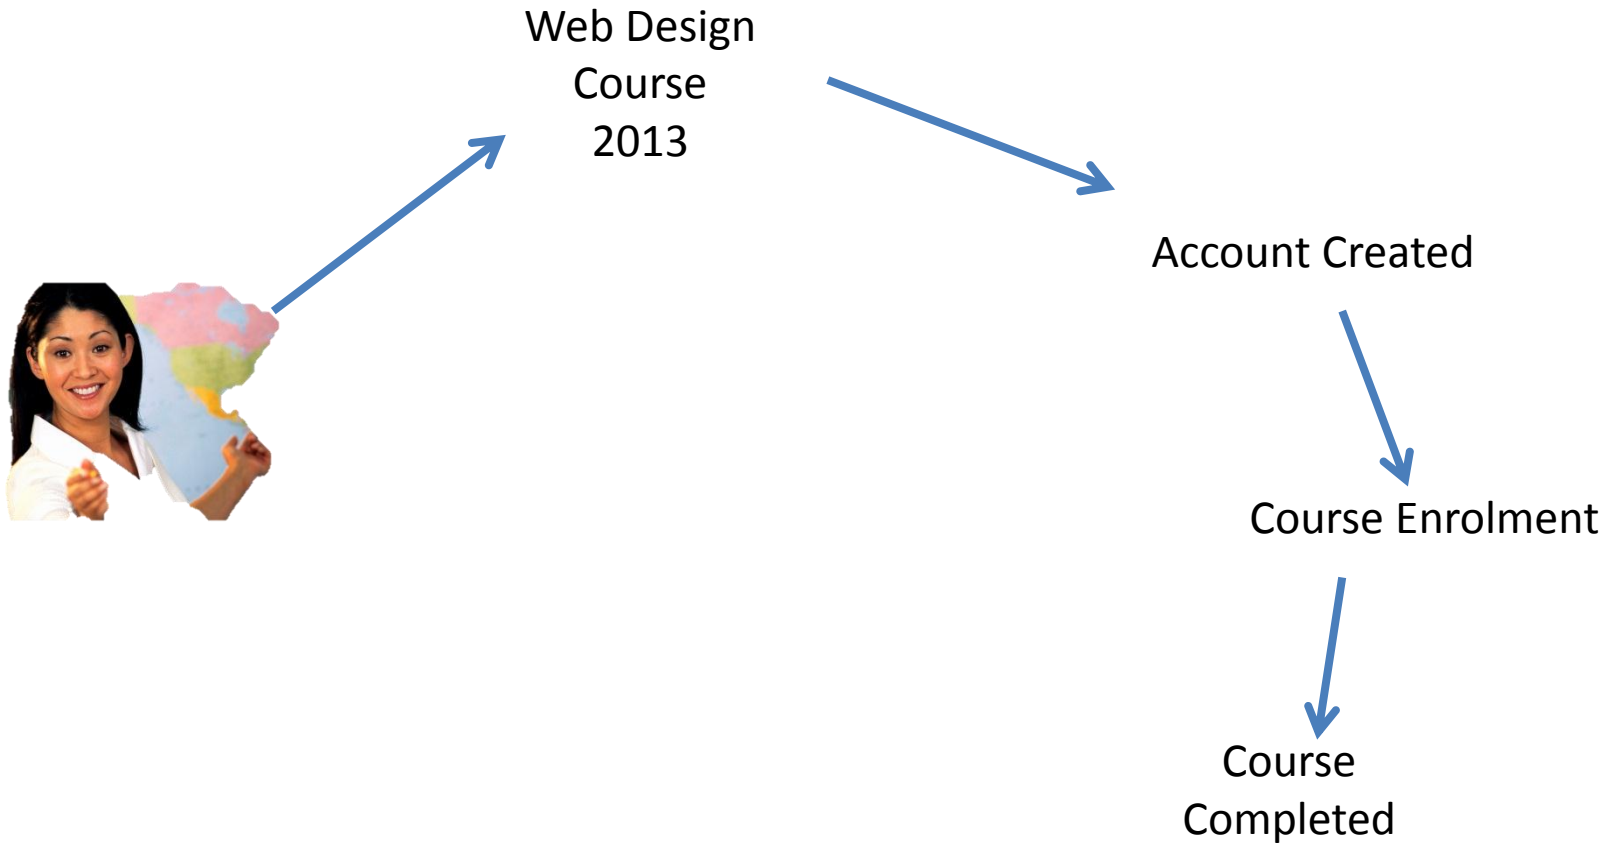 Web Design
Course
2013
Account Created
Course Enrolment
Course
Completed